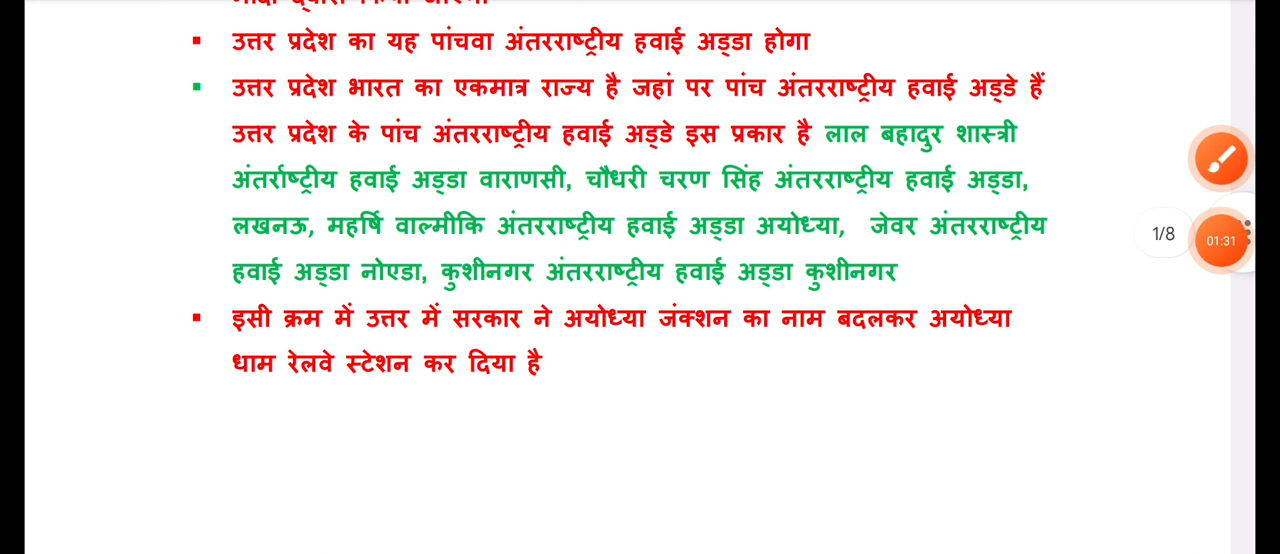 उत्तर प्रदेश का यह पांचवा अंतरराष्ट्रीय हवाई अड्डा होगा
उत्तर प्रदेश भारत का एकमात्र राज्य है जहां पर पांच अंतरराष्ट्रीय हवाई अड्डे हैं
उत्तर प्रदेश के पांच अंतरराष्ट्रीय हवाई अड्डे इस प्रकार है लाल बहादुर शास्त्री
अंतर्राष्ट्रीय हवाई अड्डा वाराणसी, चौधरी चरण सिंह अंतरराष्ट्रीय हवाई अड्डा,
लखनऊ, महर्षि वाल्मीकि अंतरराष्ट्रीय हवाई अड्डा अयोध्या, जेवर अंतरराष्ट्रीय
हवाई अड्डा नोएडा, कुशीनगर अंतरराष्ट्रीय हवाई अड्डा कुशीनगर
इसी क्रम में उत्तर में सरकार ने अयोध्या जंक्शन का नाम बदलकर अयोध्या
धाम रेलवे स्टेशन कर दिया है
1/8
01:31